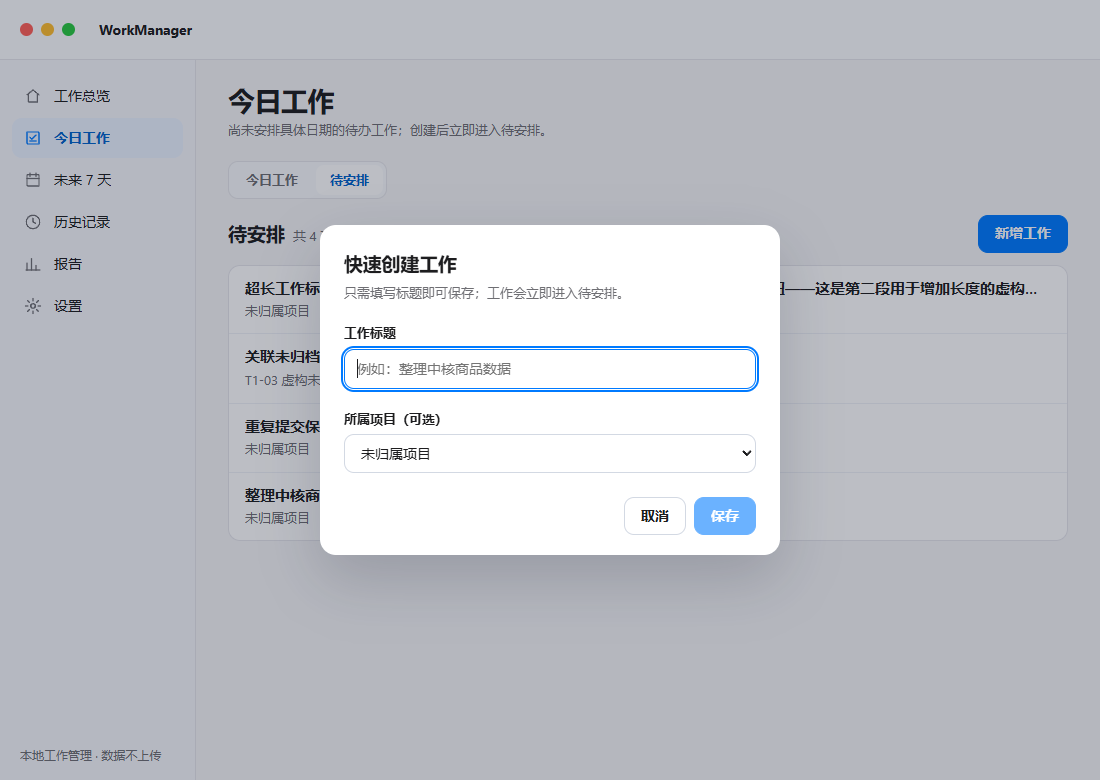 WorkManager
工作总览
今日工作
未来 7 天
历史记录
报告
设置
本地工作管理 · 数据不上传
今日工作
尚未安排具体日期的待办工作；创建后立即进入待安排。
今日工作 待安排
待安排 共 4
新增工作
超长工作标 ——这是第二段用于增加长度的虚构...
未归属项目
关联未归档
T1-03 虚构未
重复提交保
未归属项目
整理中核商
未归属项目
快速创建工作
只需填写标题即可保存；工作会立即进入待安排。
工作标题
例如：整理中核商品数据
所属项目（可选）
未归属项目
取消 保存